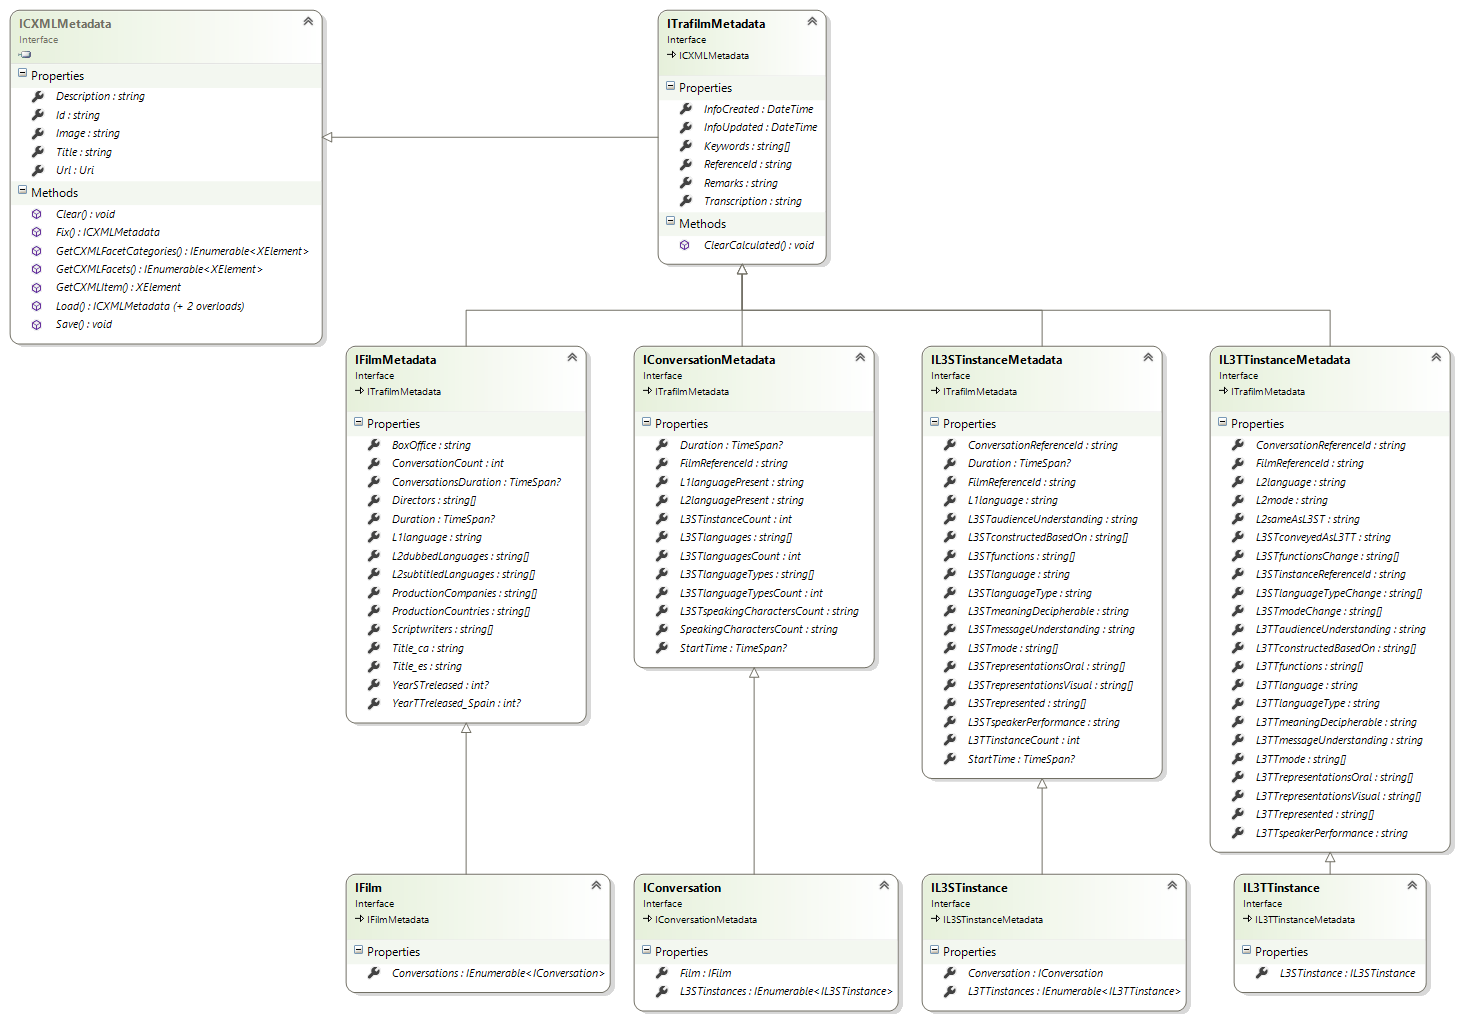 ICXMLMetadata
Interface
Properties
Description : string
Id : string
Image : string
Title : string
Url : Uri
Methods
Clear() : void
Fix() : ICXMLMetadata
GetCXMLFacetCategories() : IEnumerable<XElement>
GetCXMLFacets() : IEnumerable<XElement>
GetCXMLItem() : XElement
Load() : ICXMLMetadata (+ 2 overloads)
Save() : void
ITrafilmMetadata
Interface
ICXMLMetadata
Properties
InfoCreated : DateTime
InfoUpdated : DateTime
Keywords : string[]
ReferenceId : string
Remarks : string
Transcription : string
Methods
ClearCalculated() : void
IFilmMetadata
Interface
ITrafilmMetadata
Properties
BoxOffice : string
ConversationCount : int
ConversationsDuration : TimeSpan?
Directors : string[]
Duration : TimeSpan?
L1language : string
L2dubbedLanguages : string[]
L2subtitledLanguages : string[]
ProductionCompanies : string[]
ProductionCountries : string[]
Scriptwriters : string[]
Title_ca : string
Title_es : string
YearSTreleased : int?
YearTTreleased_Spain : int?
IConversationMetadata
Interface
ITrafilmMetadata
Properties
Duration : TimeSpan?
FilmReferenceId : string
L1languagePresent : string
L2languagePresent : string
L3STinstanceCount : int
L3STlanguages : string[]
L3STlanguagesCount : int
L3STlanguageTypes : string[]
L3STlanguageTypesCount : int
L3STspeakingCharactersCount : string
SpeakingCharactersCount : string
StartTime : TimeSpan?
IL3STinstanceMetadata
Interface
ITrafilmMetadata
Properties
ConversationReferenceId : string
Duration : TimeSpan?
FilmReferenceId : string
L1language : string
L3STaudienceUnderstanding : string
L3STconstructedBasedOn : string[]
L3STfunctions : string[]
L3STlanguage : string
L3STlanguageType : string
L3STmeaningDecipherable : string
L3STmessageUnderstanding : string
L3STmode : string[]
L3STrepresentationsOral : string[]
L3STrepresentationsVisual : string[]
L3STrepresented : string[]
L3STspeakerPerformance : string
L3TTinstanceCount : int
StartTime : TimeSpan?
IL3TTinstanceMetadata
Interface
ITrafilmMetadata
Properties
ConversationReferenceId : string
FilmReferenceId : string
L2language : string
L2mode : string
L2sameAsL3ST : string
L3STconveyedAsL3TT : string
L3STfunctionsChange : string[]
L3STinstanceReferenceId : string
L3STlanguageTypeChange : string[]
L3STmodeChange : string[]
L3TTaudienceUnderstanding : string
L3TTconstructedBasedOn : string[]
L3TTfunctions : string[]
L3TTlanguage : string
L3TTlanguageType : string
L3TTmeaningDecipherable : string
L3TTmessageUnderstanding : string
L3TTmode : string[]
L3TTrepresentationsOral : string[]
L3TTrepresentationsVisual : string[]
L3TTrepresented : string[]
L3TTspeakerPerformance : string
IFilm
Interface
IFilmMetadata
Properties
Conversations : IEnumerable<IConversation>
IConversation
Interface
IConversationMetadata
Properties
Film : IFilm
L3STinstances : IEnumerable<IL3STinstance>
IL3STinstance
Interface
IL3STinstanceMetadata
Properties
Conversation : IConversation
L3TTinstances : IEnumerable<IL3TTinstance>
IL3TTinstance
Interface
IL3TTinstanceMetadata
Properties
L3STinstance : IL3STinstance